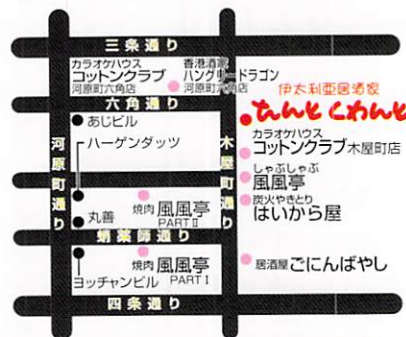 三条通り
カラオケハウス
コットンクラブ
河原町六角店
香港酒家
ハングリードラゴン
河原町六角店
伊太利亜居酒家
たんとくわんと
六角通り
あじビル
ハーゲンダッツ
カラオケハウス
コットンクラブ木屋町店
河原町通り
木屋町通り
しゃぶしゃぶ
風風亭
炭火やきとり
はいから屋
焼肉 風風亭
PARTⅡ
丸善
蛸薬師通り
焼肉 風風亭
PARTⅠ
ヨッチャンビル
居酒屋 ごにんばやし
四条通り